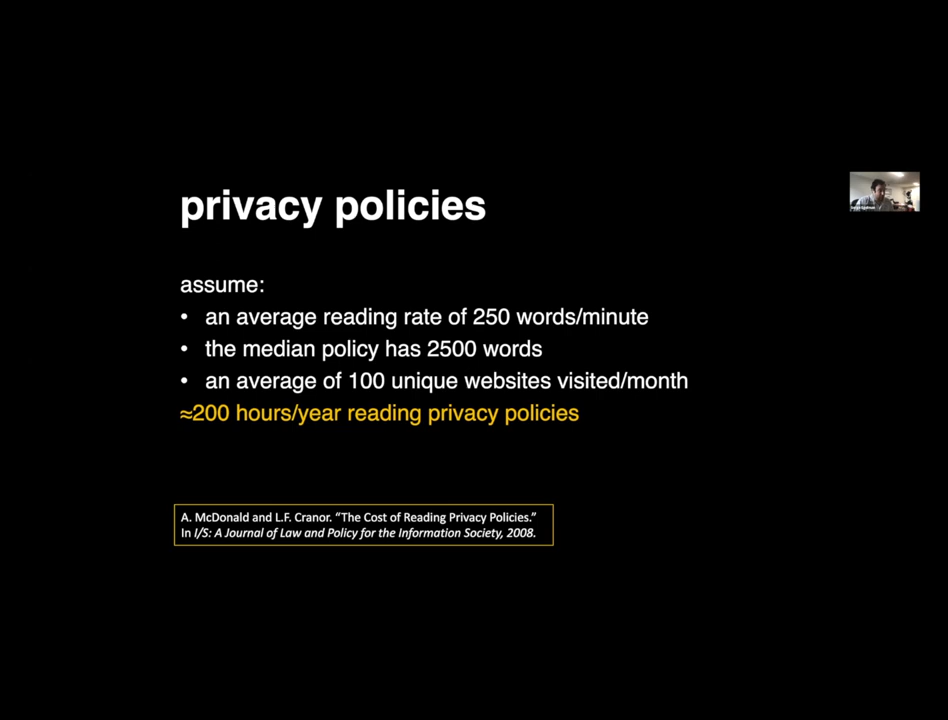 privacy policies
assume:
• an average reading rate of 250 words/minute
• the median policy has 2500 words
• an average of 100 unique websites visited/month
≈200 hours/year reading privacy policies
A. McDonald and L.F. Cranor. “The Cost of Reading Privacy Policies.”
In I/S: A Journal of Law and Policy for the Information Society, 2008.